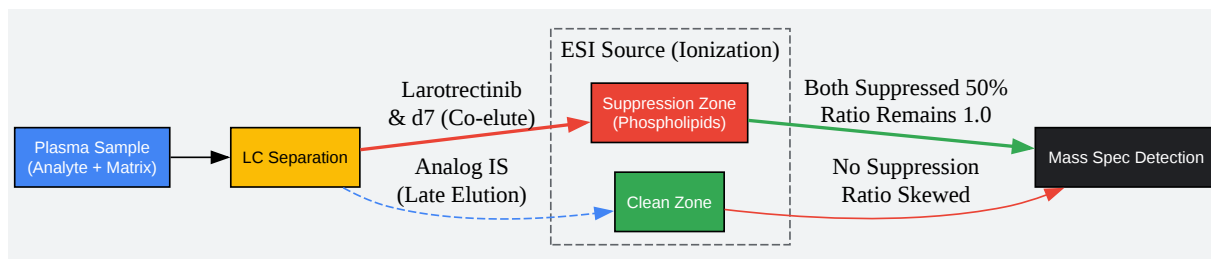 Plasma Sample
(Analyte + Matrix)
LC Separation
Larotrectinib
& d7 (Co-elute)
Analog IS
(Late Elution)
ESI Source (Ionization)
Suppression Zone
(Phospholipids)
Clean Zone
Both Suppressed 50%
Ratio Remains 1.0
No Suppression
Ratio Skewed
Mass Spec Detection